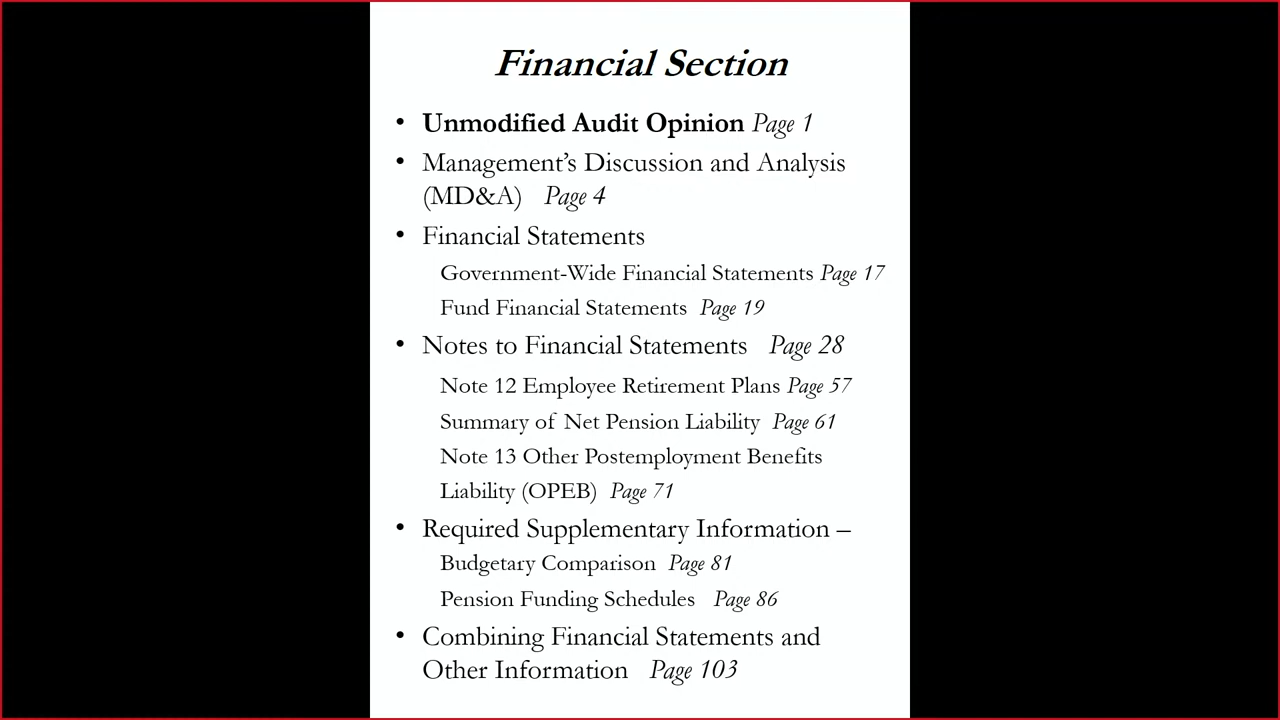 Financial Section
• Unmodified Audit Opinion Page 1
• Management’s Discussion and Analysis
(MD&A) Page 4
• Financial Statements
Government-Wide Financial Statements Page 17
Fund Financial Statements Page 19
• Notes to Financial Statements Page 28
Note 12 Employee Retirement Plans Page 57
Summary of Net Pension Liability Page 61
Note 13 Other Postemployment Benefits
Liability (OPEB) Page 71
• Required Supplementary Information –
Budgetary Comparison Page 81
Pension Funding Schedules Page 86
• Combining Financial Statements and
Other Information Page 103